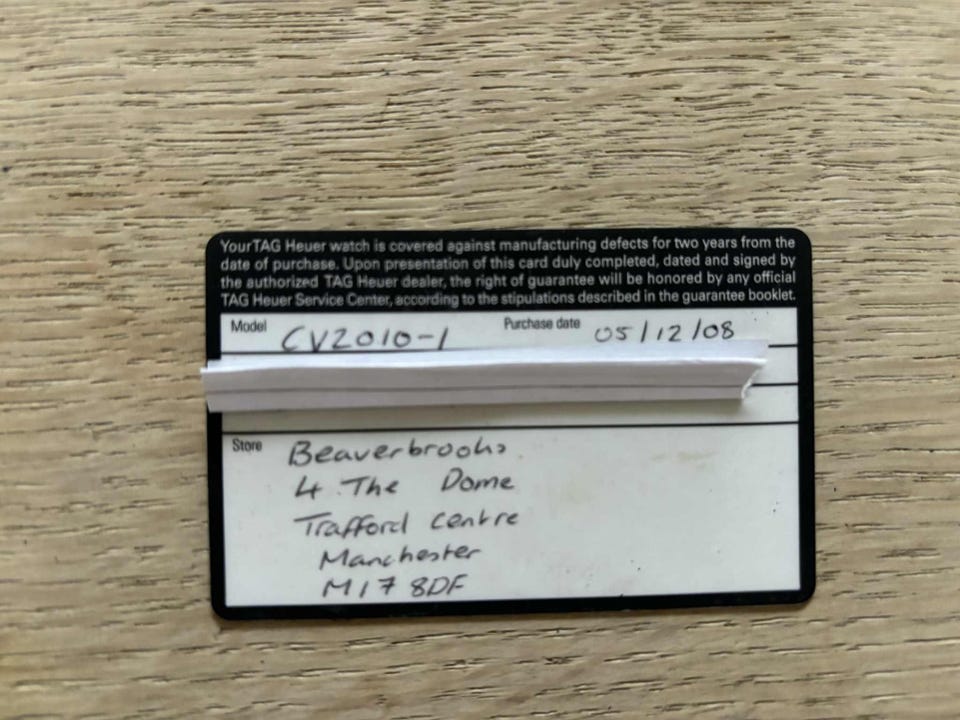 Your TAG Heuer watch is covered against manufacturing defects for two years from the
date of purchase. Upon presentation of this card duly completed, dated and signed by
the authorized TAG Heuer dealer, the right of guarantee will be honored by any official
TAG Heuer Service Center, according to the stipulations described in the guarantee booklet.
Model CV2010-1 Purchase date 05/12/08
Store Beaverbrooks
4 The Dome
Trafford Centre
Manchester
M17 8DF